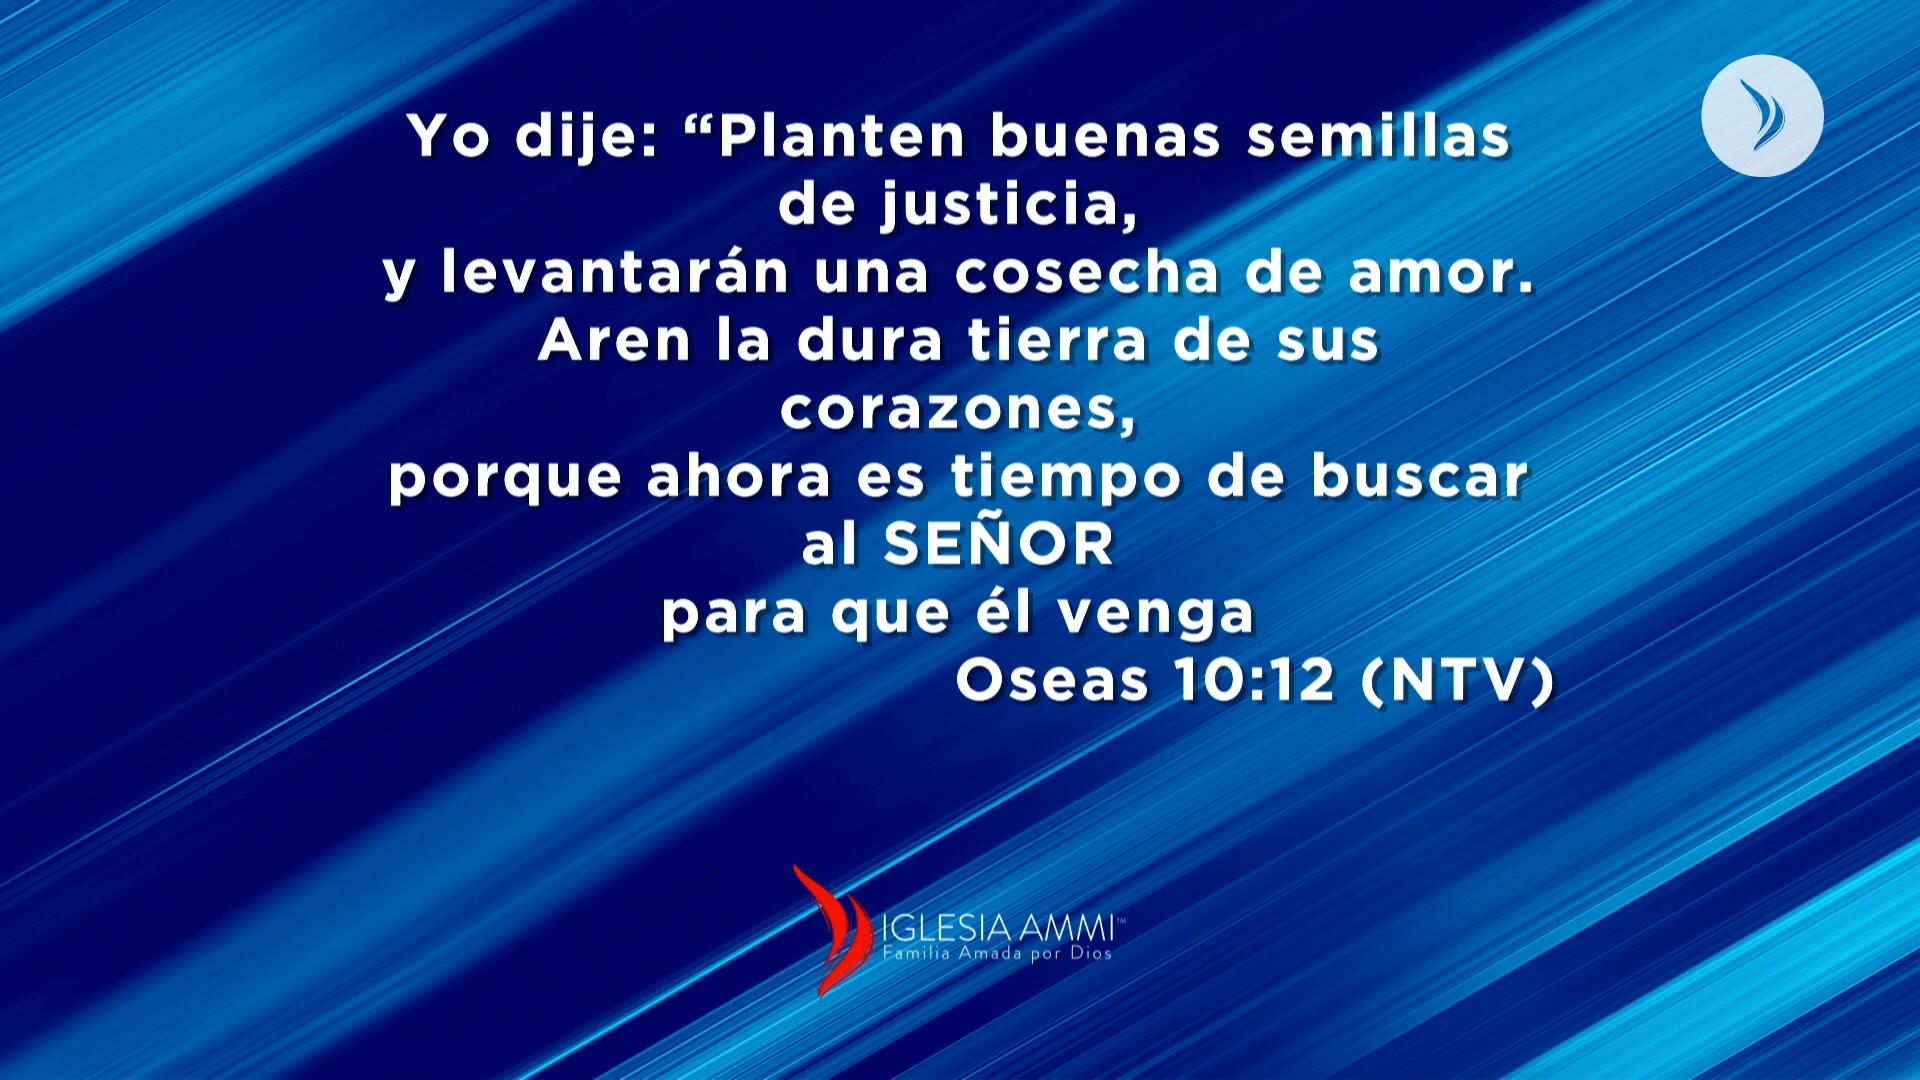 Yo dije: “Planten buenas semillas
de justicia,
y levantarán una cosecha de amor.
Aren la dura tierra de sus
corazones,
porque ahora es tiempo de buscar
al SEÑOR
para que él venga
Oseas 10:12 (NTV)
IGLESIA AMMI™
Familia Amada por Dios